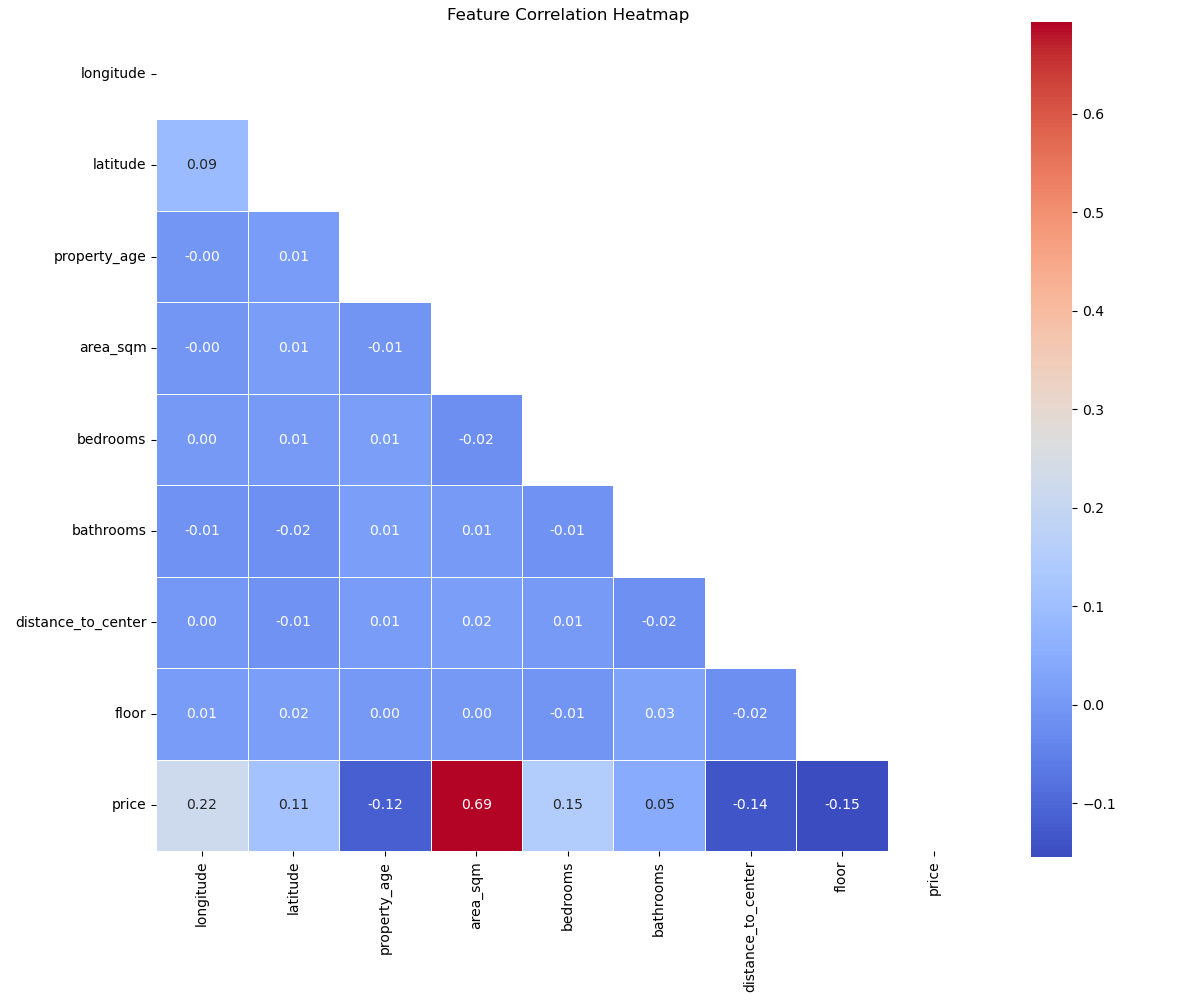 Feature Correlation Heatmap
longitude
latitude 0.09
property_age -0.00 0.01
area_sqm -0.00 0.01 -0.01
bedrooms 0.00 0.01 0.01 -0.02
bathrooms -0.01 -0.02 0.01 0.01 -0.01
distance_to_center 0.00 -0.01 0.01 0.02 0.01 -0.02
floor 0.01 0.02 0.00 0.00 -0.01 0.03 -0.02
price 0.22 0.11 -0.12 0.69 0.15 0.05 -0.14 -0.15
longitude
latitude
property_age
area_sqm
bedrooms
bathrooms
distance_to_center
floor
price
0.6
0.5
0.4
0.3
0.2
0.1
0.0
−0.1